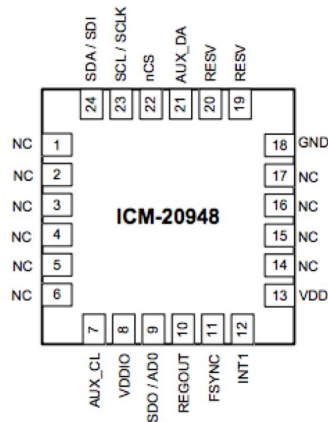 SDA / SDI
SCL / SCLK
nCS
AUX_DA
RESV
RESV
24
23
22
21
20
19
NC 1
18 GND
NC 2
17 NC
NC 3
16 NC
ICM-20948
NC 4
15 NC
NC 5
14 NC
NC 6
13 VDD
7
8
9
10
11
12
AUX_CL
VDDIO
SDO / AD0
REGOUT
FSYNC
INT1